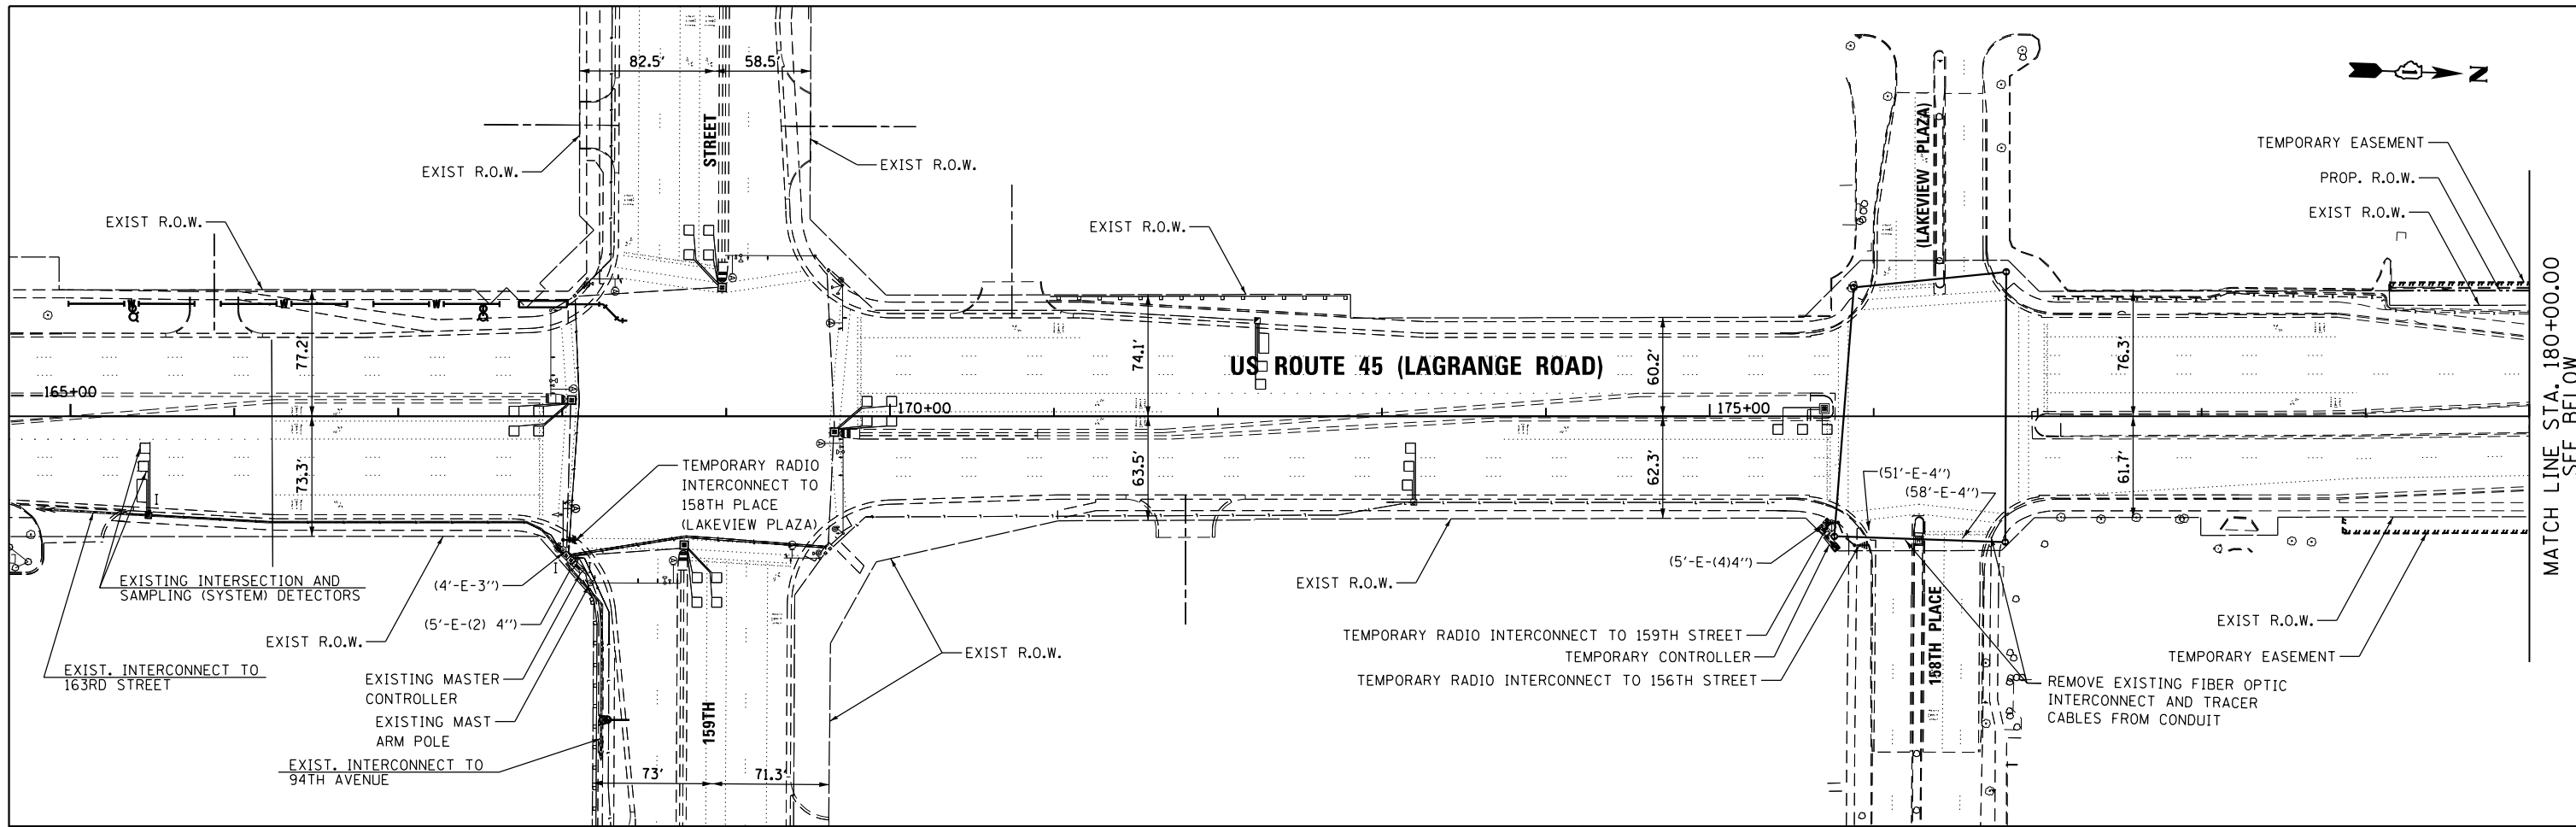 82.5'
58.5'
STREET
EXIST R.O.W.
EXIST R.O.W.
EXIST R.O.W.
EXIST R.O.W.
(LAKEVIEW PLAZA)
N
TEMPORARY EASEMENT
PROP. R.O.W.
EXIST R.O.W.
W
W
W
77.2'
74.1'
60.2'
76.3'
US ROUTE 45 (LAGRANGE ROAD)
165+00
170+00
175+00
73.3'
63.5'
62.3'
61.7'
MATCH LINE STA. 180+00.00
SEE BELOW
TEMPORARY RADIO
INTERCONNECT TO
158TH PLACE
(LAKEVIEW PLAZA)
(51'-E-4'')
(58'-E-4'')
(5'-E-(4)4'')
EXISTING INTERSECTION AND
SAMPLING (SYSTEM) DETECTORS
(4'-E-3'')
(5'-E-(2) 4'')
EXIST R.O.W.
EXIST. INTERCONNECT TO
163RD STREET
EXISTING MASTER
CONTROLLER
EXISTING MAST
ARM POLE
EXIST. INTERCONNECT TO
94TH AVENUE
159TH
73'
71.3'
EXIST R.O.W.
EXIST R.O.W.
TEMPORARY RADIO INTERCONNECT TO 159TH STREET
TEMPORARY CONTROLLER
TEMPORARY RADIO INTERCONNECT TO 156TH STREET
158TH PLACE
EXIST R.O.W.
TEMPORARY EASEMENT
REMOVE EXISTING FIBER OPTIC
INTERCONNECT AND TRACER
CABLES FROM CONDUIT